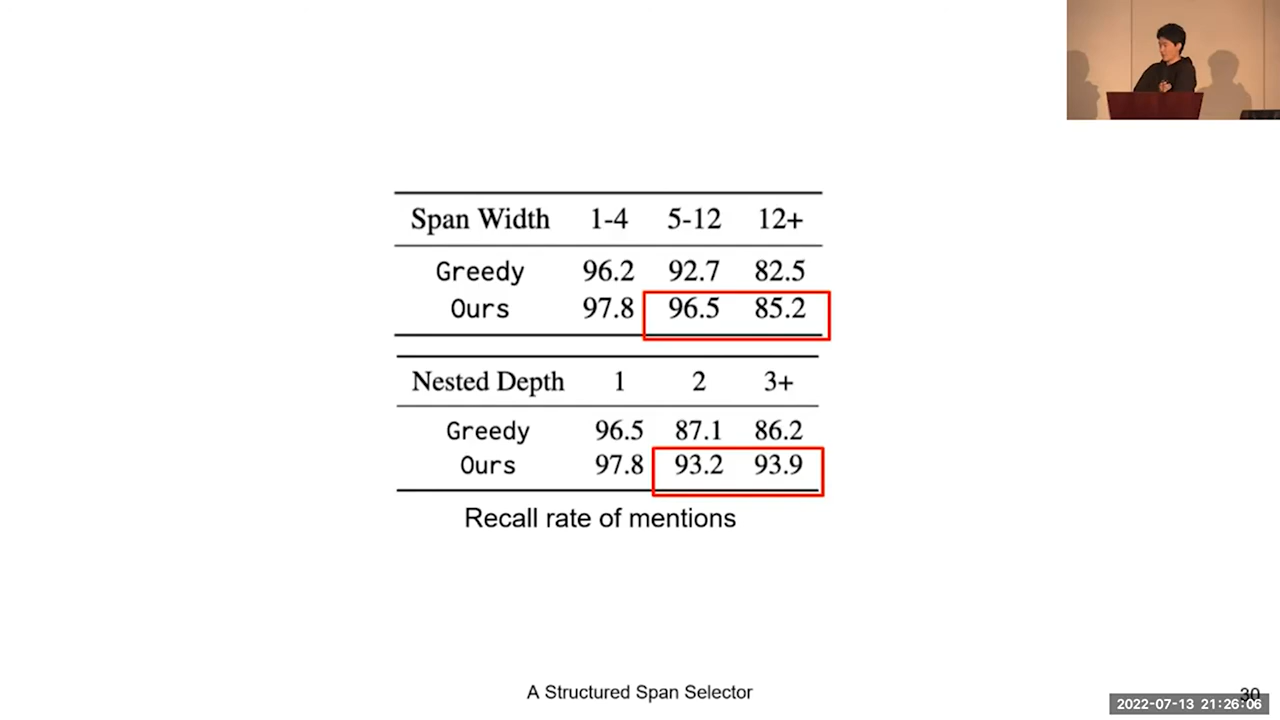 Span Width 1-4 5-12 12+
Greedy 96.2 92.7 82.5
Ours 97.8 96.5 85.2
Nested Depth 1 2 3+
Greedy 96.5 87.1 86.2
Ours 97.8 93.2 93.9
Recall rate of mentions
A Structured Span Selector
30
2022-07-13 21:26:06